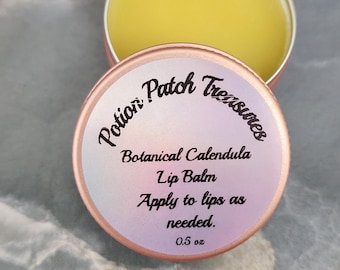 Potion Patch Treasures
Botanical Calendula
Lip Balm
Apply to lips as
needed.
0.5 oz